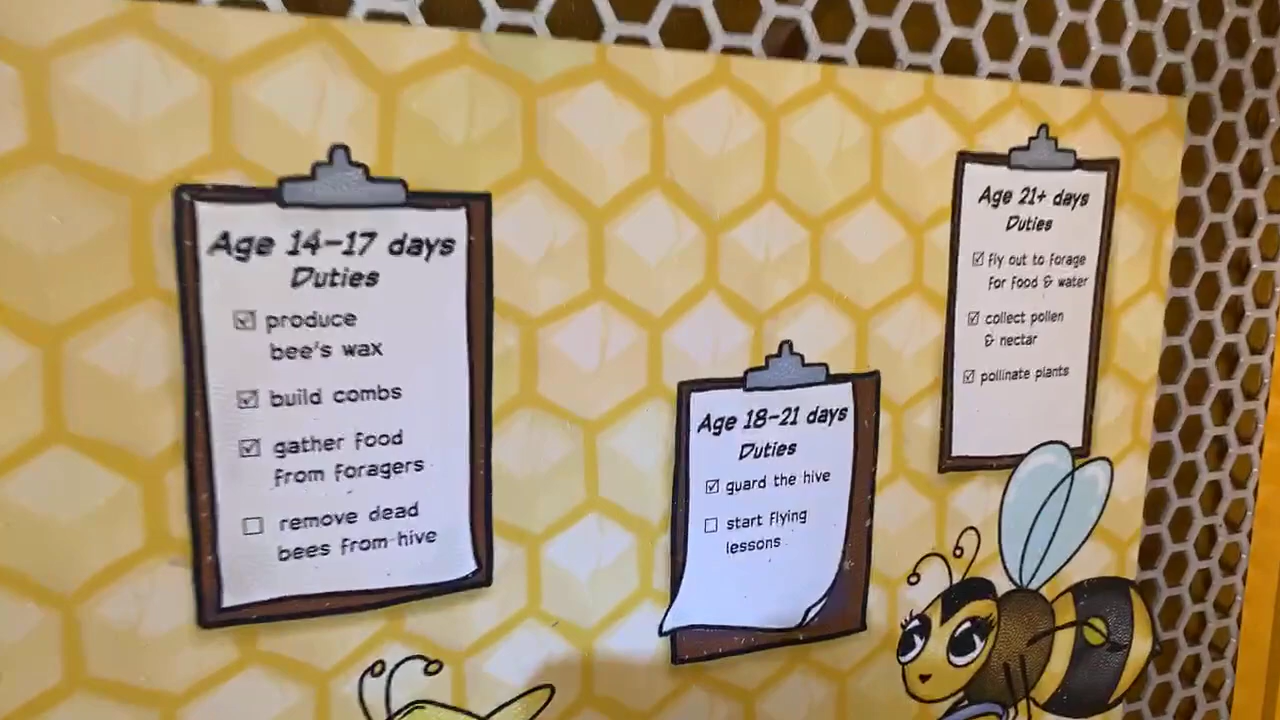 Age 14-17 days
Duties
produce
bee's wax
build combs
gather food
from foragers
remove dead
bees from hive
Age 18-21 days
Duties
guard the hive
start flying
lessons
Age 21+ days
Duties
fly out to forage
for food & water
collect pollen
& nectar
pollinate plants